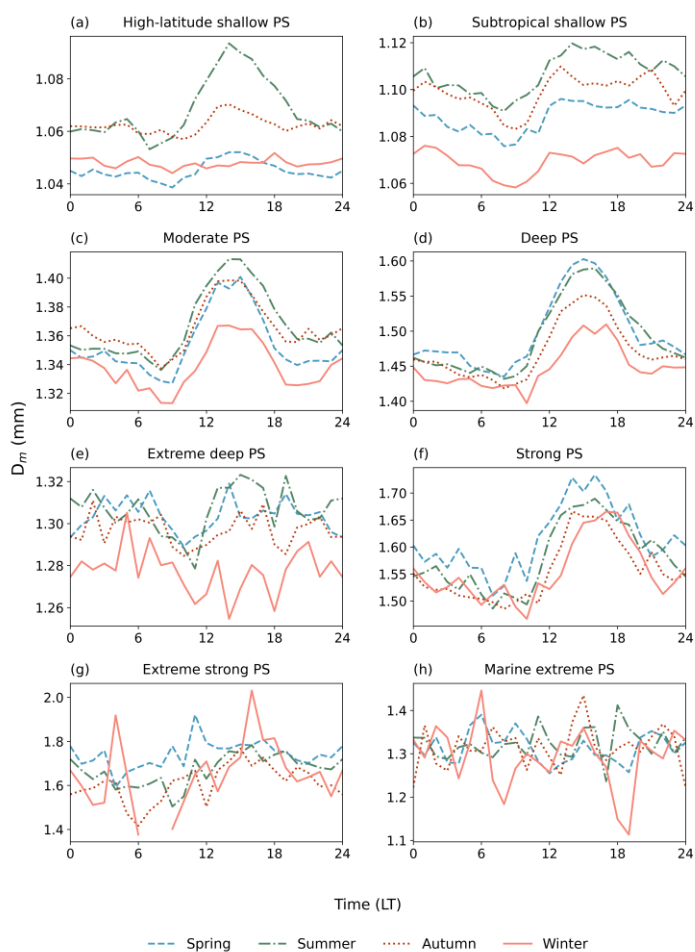 (a) High-latitude shallow PS
(b) Subtropical shallow PS
1.08
1.06
1.04
0 6 12 18 24
1.12
1.10
1.08
1.06
0 6 12 18 24
(c) Moderate PS
(d) Deep PS
1.40
1.38
1.36
1.34
1.32
0 6 12 18 24
1.60
1.55
1.50
1.45
1.40
0 6 12 18 24
D_m (mm)
(e) Extreme deep PS
(f) Strong PS
1.32
1.30
1.28
1.26
0 6 12 18 24
1.70
1.65
1.60
1.55
1.50
0 6 12 18 24
(g) Extreme strong PS
(h) Marine extreme PS
2.0
1.8
1.6
1.4
0 6 12 18 24
1.4
1.3
1.2
1.1
0 6 12 18 24
Time (LT)
Spring Summer Autumn Winter